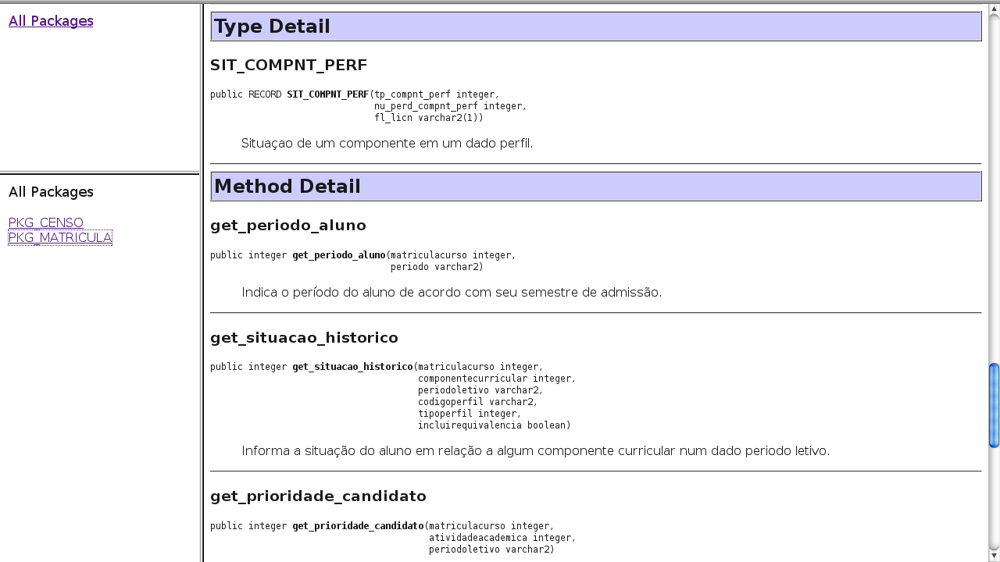 All Packages
All Packages
PKG_CENSO
PKG_MATRICULA
Type Detail
SIT_COMPNT_PERF
public RECORD SIT_COMPNT_PERF(tp_compnt_perf integer,
nu_perd_compnt_perf integer,
fl_licn varchar2(1))
Situaçao de um componente em um dado perfil.
Method Detail
get_periodo_aluno
public integer get_periodo_aluno(matriculacurso integer,
periodo varchar2)
Indica o período do aluno de acordo com seu semestre de admissão.
get_situacao_historico
public integer get_situacao_historico(matriculacurso integer,
componentecurricular integer,
periodoletivo varchar2,
codigoperfil varchar2,
tipoperfil integer,
incluirequivalencia boolean)
Informa a situação do aluno em relação a algum componente curricular num dado periodo letivo.
get_prioridade_candidato
public integer get_prioridade_candidato(matriculacurso integer,
atividadeacademica integer,
periodoletivo varchar2)